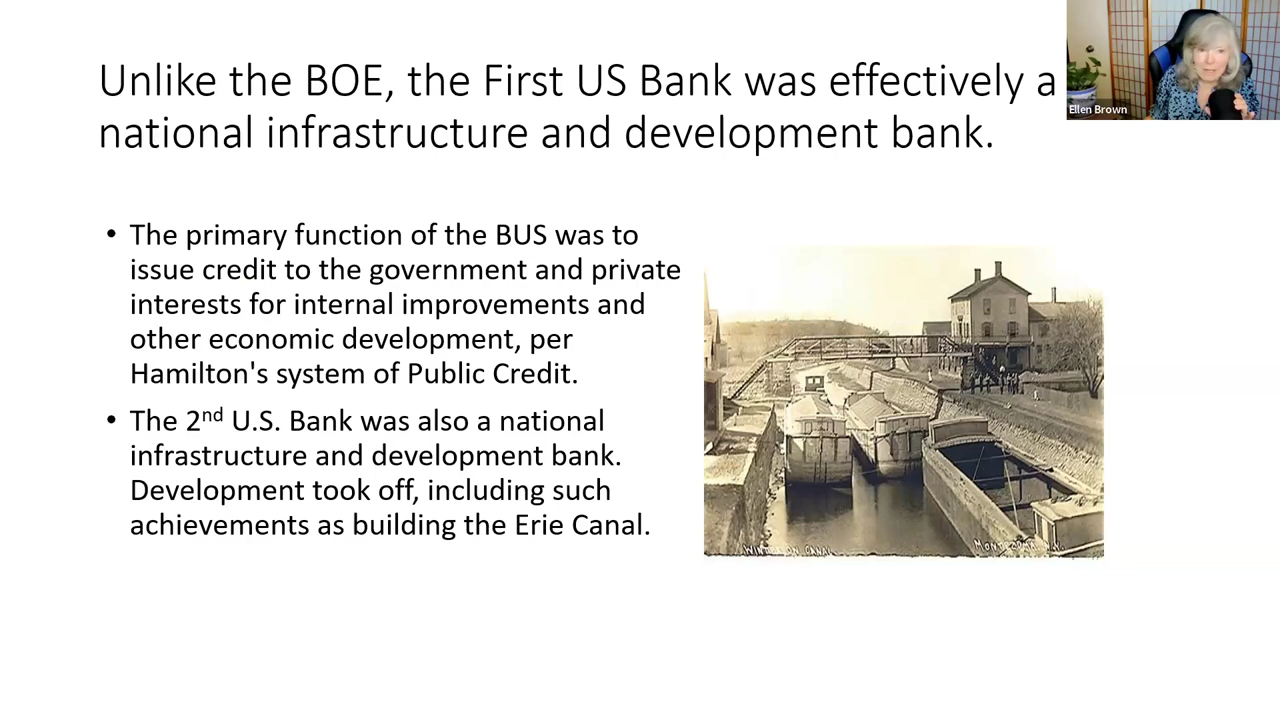 Unlike the BOE, the First US Bank was effectively a
national infrastructure and development bank.
Ellen Brown
• The primary function of the BUS was to
issue credit to the government and private
interests for internal improvements and
other economic development, per
Hamilton's system of Public Credit.
• The 2nd U.S. Bank was also a national
infrastructure and development bank.
Development took off, including such
achievements as building the Erie Canal.
CANAL